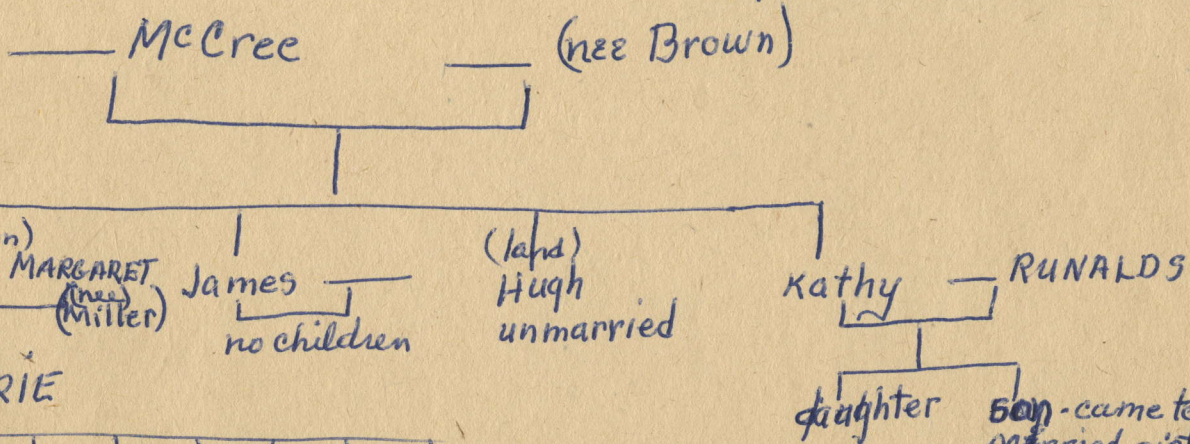 McCree (nee Brown)
n) (land)
MARGARET James Hugh Kathy RUNALDS
(nee)
Miller) no children unmarried
RIE
daughter son - came to